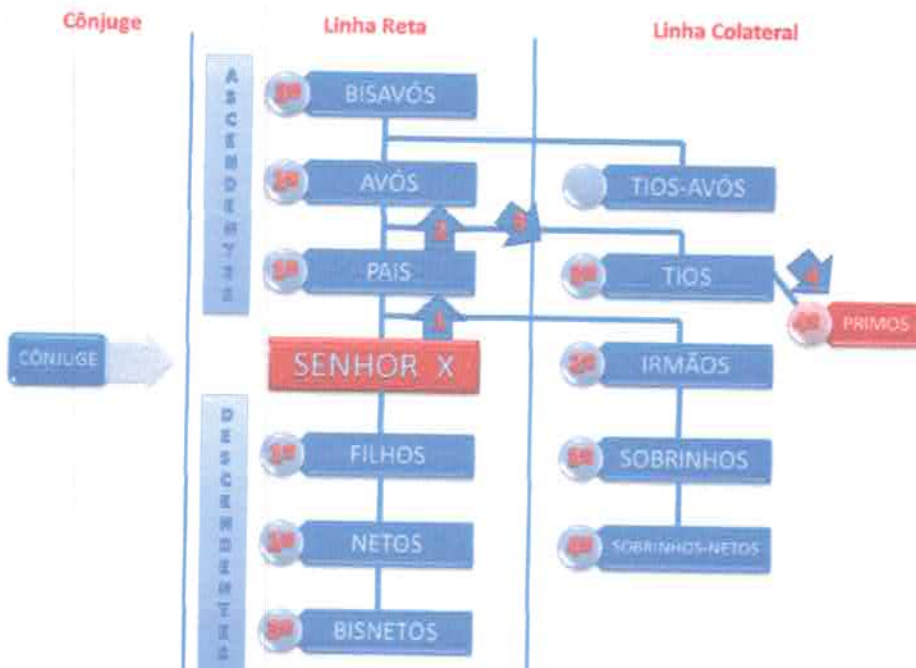 Cônjuge
Linha Reta
Linha Colateral
ASCENDENTES
BISAVÓS
AVÓS
TIOS-AVÓS
2
3
PAIS
TIOS
4
PRIMOS
1
CÔNJUGE
SENHOR X
IRMÃOS
DESCENDENTES
FILHOS
SOBRINHOS
NETOS
SOBRINHOS-NETOS
BISNETOS